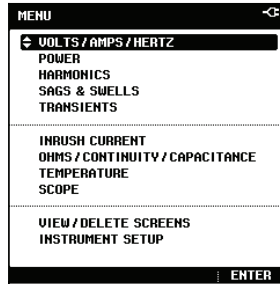 MENU
VOLTS/AMPS/HERTZ
POWER
HARMONICS
SAGS & SWELLS
TRANSIENTS
INRUSH CURRENT
OHMS/CONTINUITY/CAPACITANCE
TEMPERATURE
SCOPE
VIEW/DELETE SCREENS
INSTRUMENT SETUP
ENTER